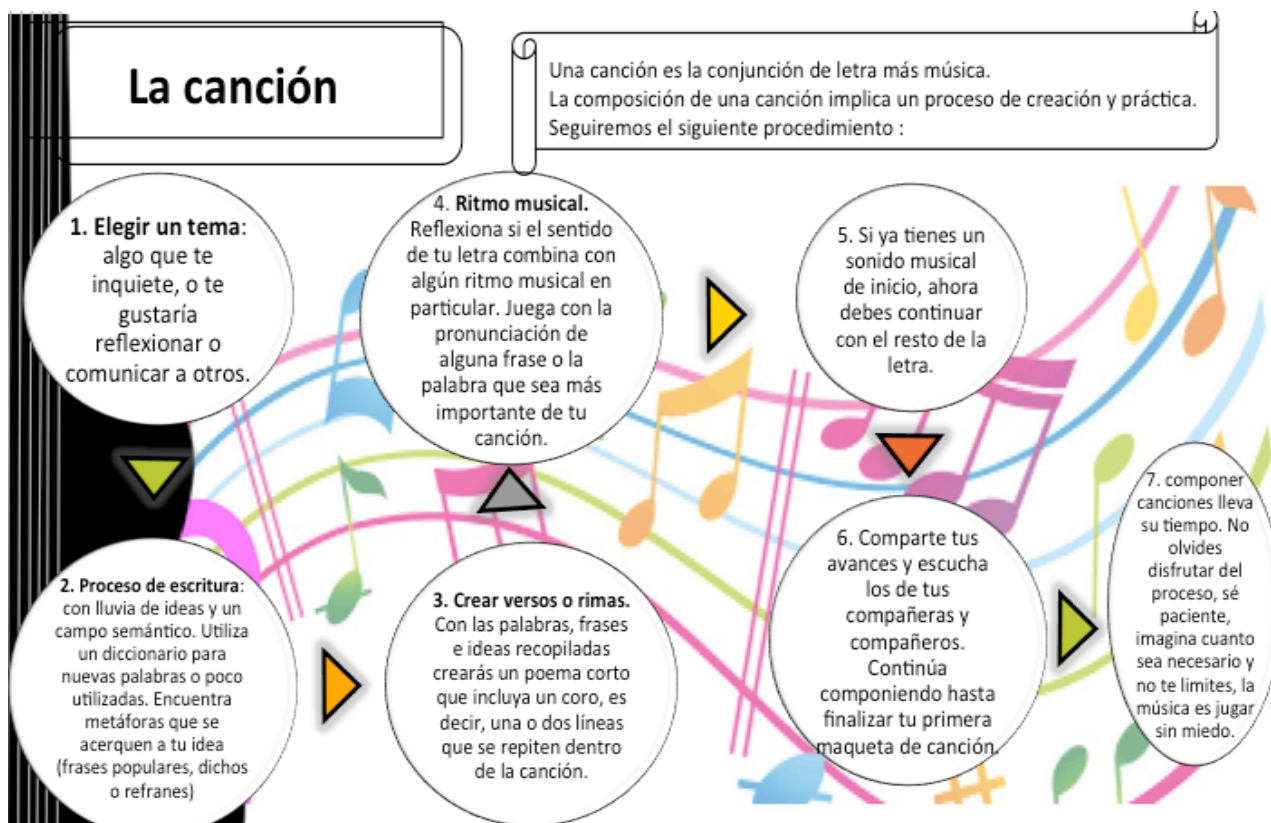 La canción
Una canción es la conjunción de letra más música.
La composición de una canción implica un proceso de creación y práctica.
Seguiremos el siguiente procedimiento :
1. Elegir un tema:
algo que te
inquiete, o te
gustaría
reflexionar o
comunicar a otros.
2. Proceso de escritura:
con lluvia de ideas y un
campo semántico. Utiliza
un diccionario para
nuevas palabras o poco
utilizadas. Encuentra
metáforas que se
acerquen a tu idea
(frases populares, dichos
o refranes)
3. Crear versos o rimas.
Con las palabras, frases
e ideas recopiladas
crearás un poema corto
que incluya un coro, es
decir, una o dos líneas
que se repiten dentro
de la canción.
4. Ritmo musical.
Reflexiona si el sentido
de tu letra combina con
algún ritmo musical en
particular. Juega con la
pronunciación de
alguna frase o la
palabra que sea más
importante de tu
canción.
5. Si ya tienes un
sonido musical
de inicio, ahora
debes continuar
con el resto de la
letra.
6. Comparte tus
avances y escucha
los de tus
compañeras y
compañeros.
Continúa
componiendo hasta
finalizar tu primera
maqueta de canción.
7. componer
canciones lleva
su tiempo. No
olvides
disfrutar del
proceso, sé
paciente,
imagina cuanto
sea necesario y
no te limites, la
música es jugar
sin miedo.